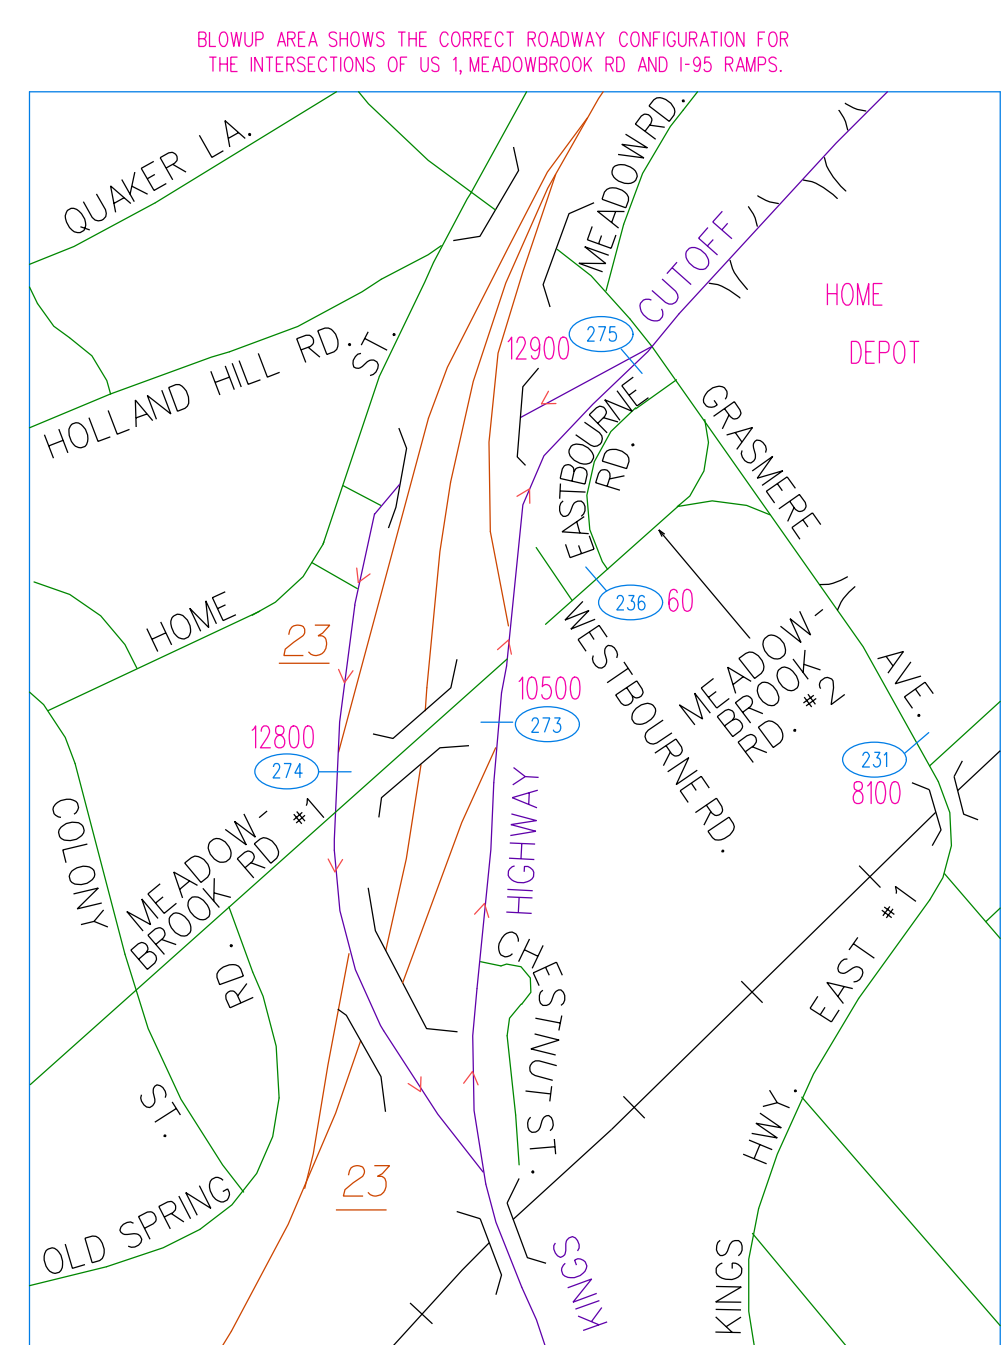 BLOWUP AREA SHOWS THE CORRECT ROADWAY CONFIGURATION FOR
THE INTERSECTIONS OF US 1, MEADOWBROOK RD AND I-95 RAMPS.
QUAKER LA.
MEADOW RD.
CUTOFF
HOME
DEPOT
HOLLAND HILL RD.
ST.
12900
275
EASTBOURNE
RD.
GRASMERE
AVE.
HOME
23
236
60
WESTBOURNE RD.
MEADOW-
BROOK
RD. #2
10500
273
12800
274
231
8100
COLONY
ST.
MEADOW-
BROOK RD #1
HIGHWAY
RD.
CHESTNUT ST.
EAST #1
HWY.
KINGS
OLD SPRING
23
KINGS